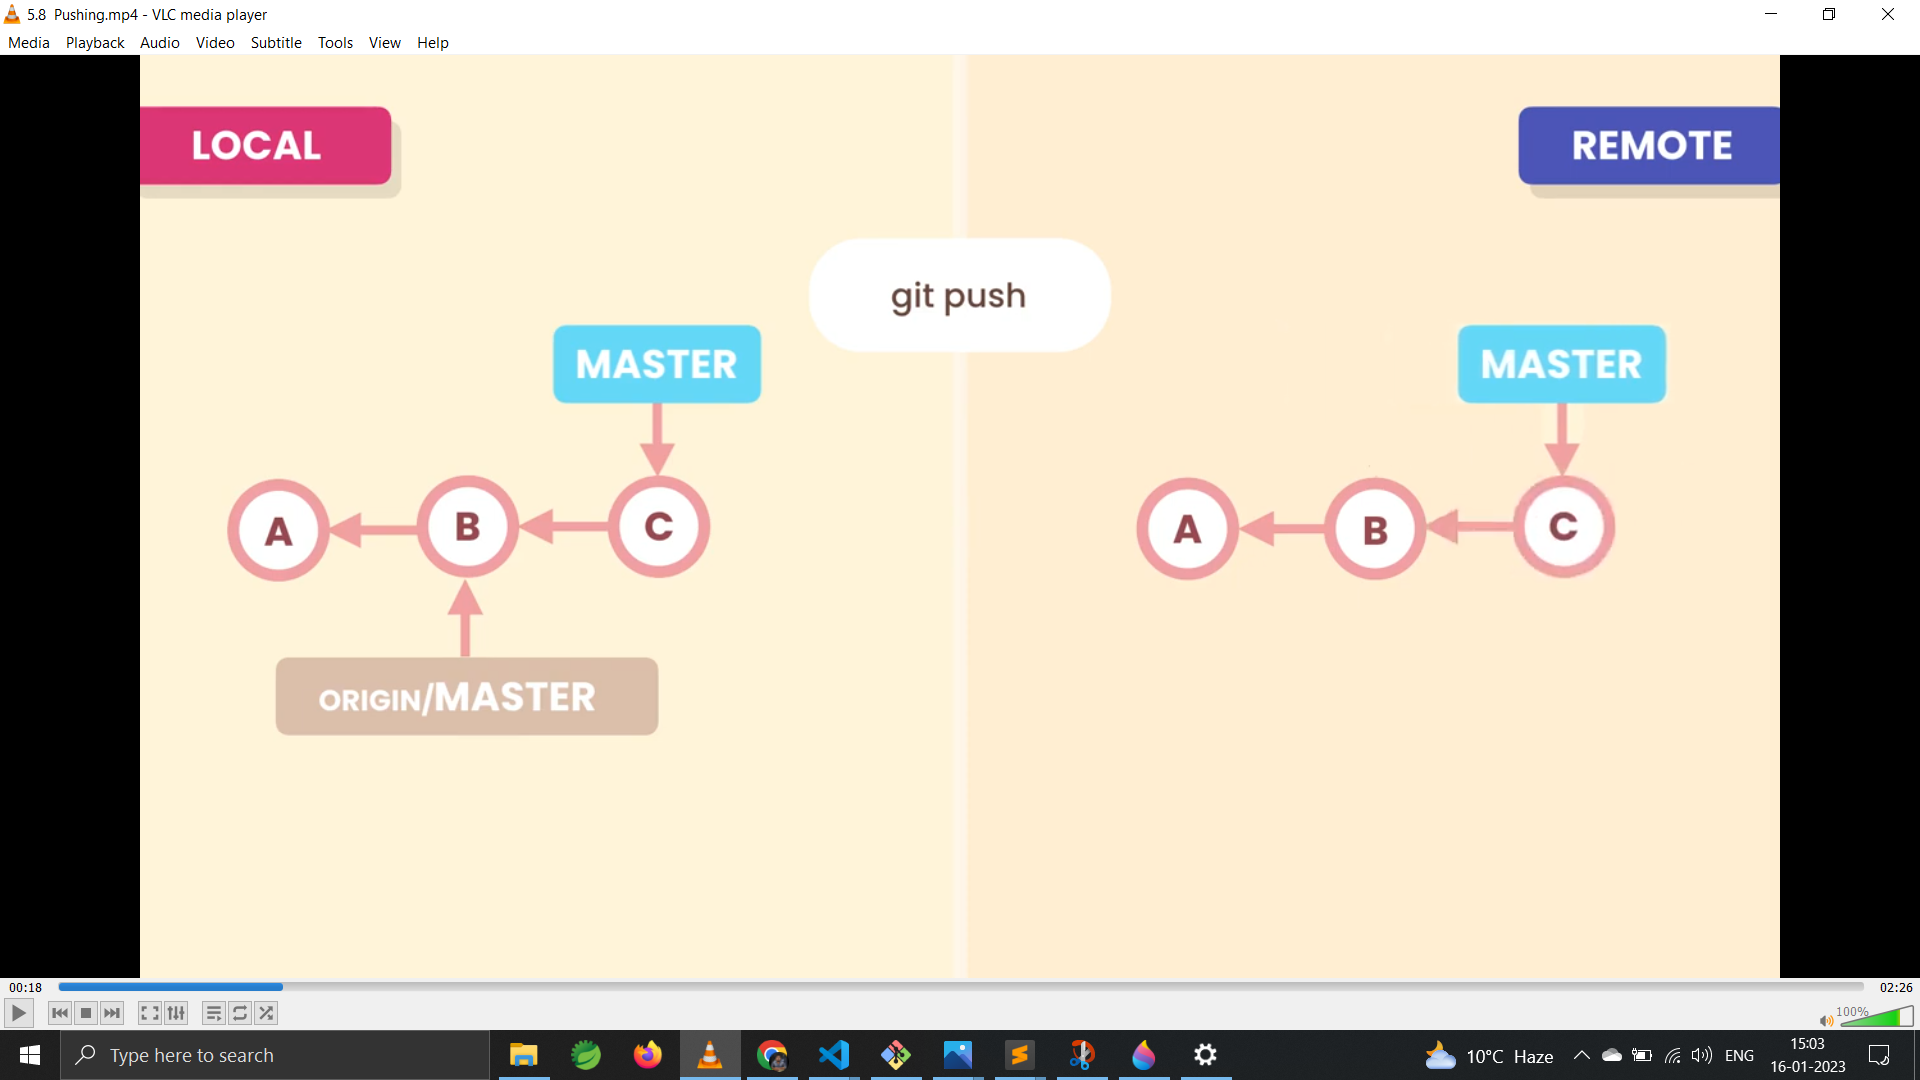 5.8  Pushing.mp4 - VLC media player
Media Playback Audio Video Subtitle Tools View Help
LOCAL
REMOTE
git push
MASTER
MASTER
A B C
A B C
ORIGIN/MASTER
00:18
02:26
100%
Type here to search
10°C Haze
ENG
15:03
16-01-2023